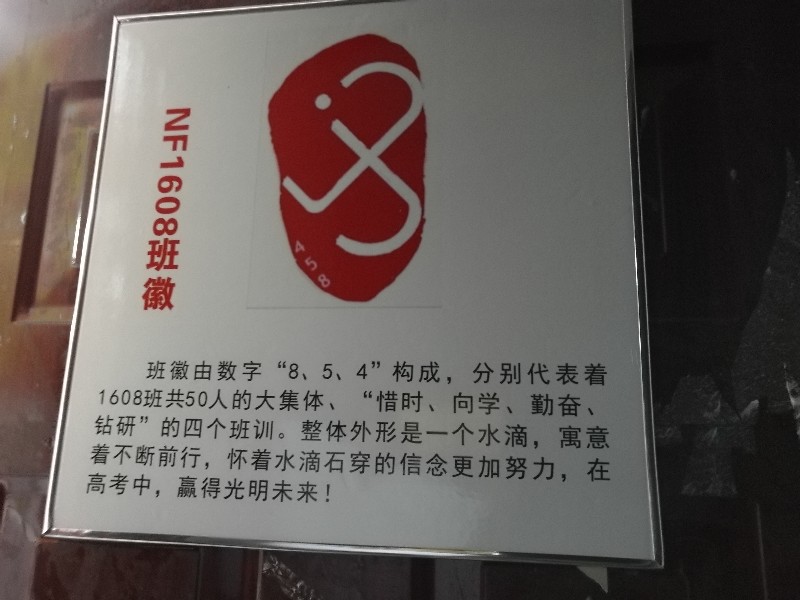 NF1608班徽
458
班徽由数字“8、5、4”构成，分别代表着
1608班共50人的大集体、“惜时、向学、勤奋、
钻研”的四个班训。整体外形是一个水滴，寓意
着不断前行，怀着水滴石穿的信念更加努力，在
高考中，赢得光明未来！